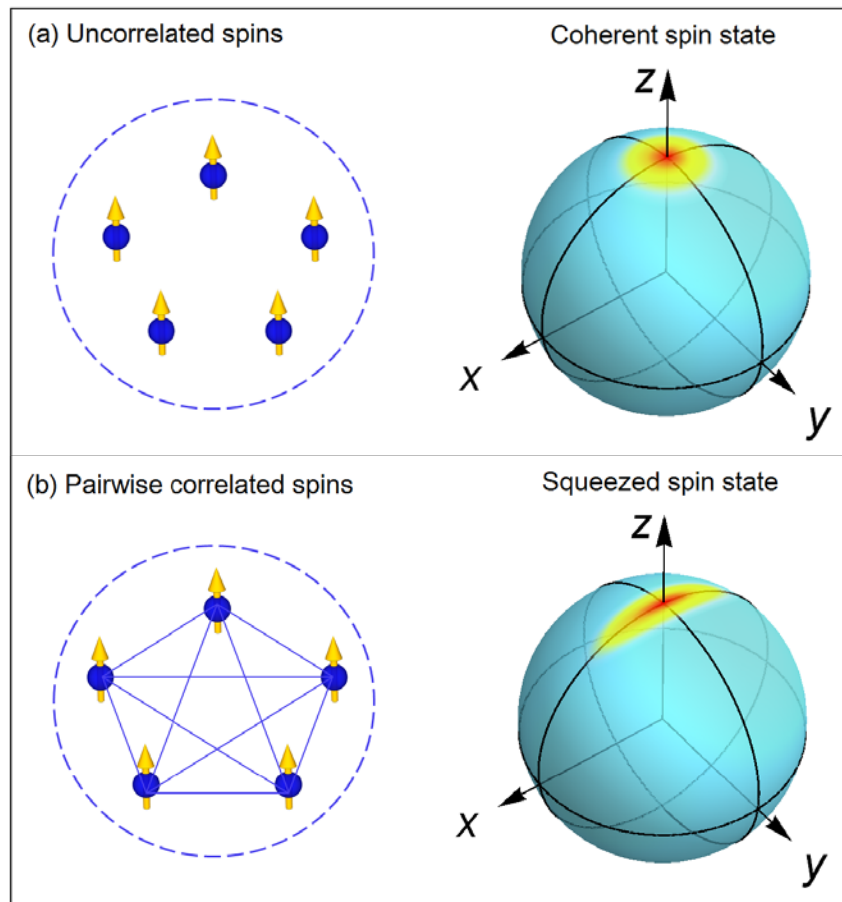 (a) Uncorrelated spins
Coherent spin state
z
x
y
(b) Pairwise correlated spins
Squeezed spin state
z
x
y